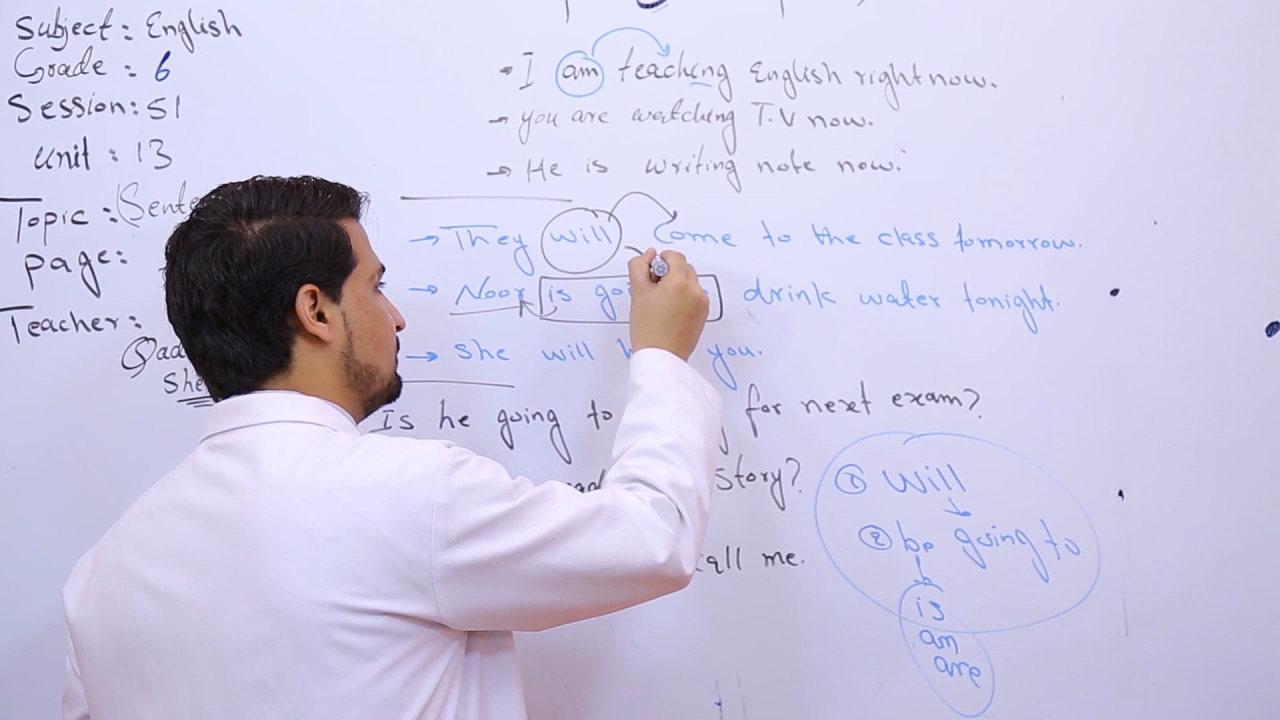 Subject: English
Grade: 6
Session: 51
Unit: 13
Topic: (Sente
page:
Teacher:
→ I am teaching English right now.
→ you are watching T.V now.
→ He is writing note now.
→ They will come to the class tomorrow.
→ Noor is goi drink water tonight.
→ She will you.
Is he going to for next exam?
story?
call me.
① will
② be going to
is
am
are